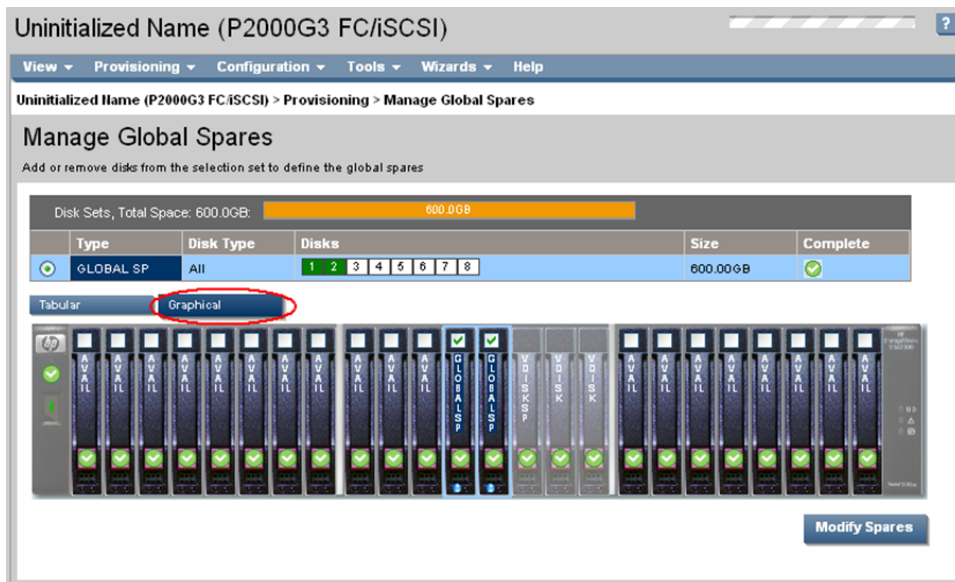 Uninitialized Name (P2000G3 FC/iSCSI)
?
View Provisioning Configuration Tools Wizards Help
Uninitialized Name (P2000G3 FC/iSCSI) > Provisioning > Manage Global Spares
Manage Global Spares
Add or remove disks from the selection set to define the global spares
Disk Sets, Total Space: 600.0GB: 600.0GB
Type Disk Type Disks Size Complete
GLOBAL SP All 1 2 3 4 5 6 7 8 600.00GB
Tabular Graphical
hp
AVAIL AVAIL AVAIL AVAIL AVAIL AVAIL AVAIL AVAIL AVAIL AVAIL AVAIL GLOBALSP GLOBALSP VDISKSP VDISK VDISK AVAIL AVAIL AVAIL AVAIL AVAIL AVAIL AVAIL AVAIL
Modify Spares